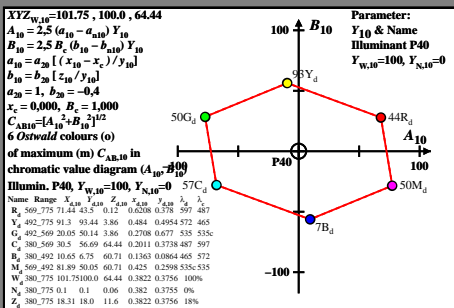 XYZW,10=101.75 , 100.0 , 64.44
A10 = 2,5 (a10 – an10) Y10
B10 = 2,5 Bc (b10 – bn10) Y10
a10 = a20 [ (x10 – xc ) / y10]
b10 = b20 [ z10 / y10]
a20 = 1, b20 = –0,4
xc = 0,000, Bc = 1,000
CAB10=[A10²+B10²]1/2
6 Ostwald colours (o)
of maximum (m) CAB,10 in
chromatic value diagram (A10, B10)
Illumin. P40, YW,10=100, YN,10=0
Name Range Xd,10 Yd,10 Zd,10 xd,10 yd,10 λd λc
Rd 569_775 71.44 43.5 0.12 0.6208 0.378 597 487
Yd 492_775 91.3 93.44 3.86 0.484 0.4954 572 465
Gd 492_569 20.05 50.14 3.86 0.2708 0.677 535 535c
Cd 380_569 30.5 56.69 64.44 0.2011 0.3738 487 597
Bd 380_492 10.65 6.75 60.71 0.1363 0.0864 465 572
Md 569_492 81.89 50.05 60.71 0.425 0.2598 535c 535
Wd 380_775 101.75 100.0 64.44 0.3822 0.3756 100%
Nd 380_775 0.1 0.1 0.06 0.382 0.3755 0%
Zd 380_775 18.31 18.0 11.6 0.3822 0.3756 18%
100
B10
Parameter:
Y10 & Name
Illuminant P40
YW,10=100, YN,10=0
93Yd
50Gd
44Rd
A10
–100
P40
100
57Cd
50Md
7Bd
–100